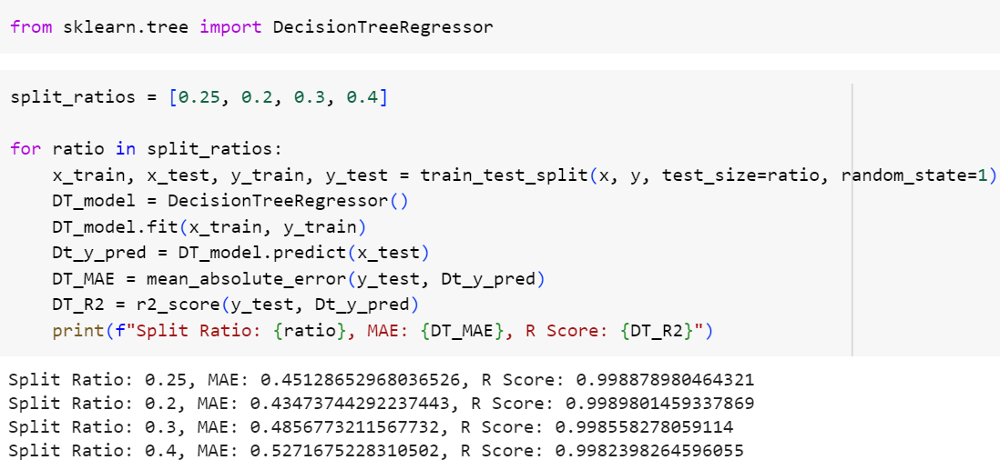 from sklearn.tree import DecisionTreeRegressor
split_ratios = [0.25, 0.2, 0.3, 0.4]
for ratio in split_ratios:
    x_train, x_test, y_train, y_test = train_test_split(x, y, test_size=ratio, random_state=1)
    DT_model = DecisionTreeRegressor()
    DT_model.fit(x_train, y_train)
    Dt_y_pred = DT_model.predict(x_test)
    DT_MAE = mean_absolute_error(y_test, Dt_y_pred)
    DT_R2 = r2_score(y_test, Dt_y_pred)
    print(f"Split Ratio: {ratio}, MAE: {DT_MAE}, R Score: {DT_R2}")
Split Ratio: 0.25, MAE: 0.45128652968036526, R Score: 0.998878980464321
Split Ratio: 0.2, MAE: 0.43473744292237443, R Score: 0.9989801459337869
Split Ratio: 0.3, MAE: 0.4856773211567732, R Score: 0.998558278059114
Split Ratio: 0.4, MAE: 0.5271675228310502, R Score: 0.9982398264596055